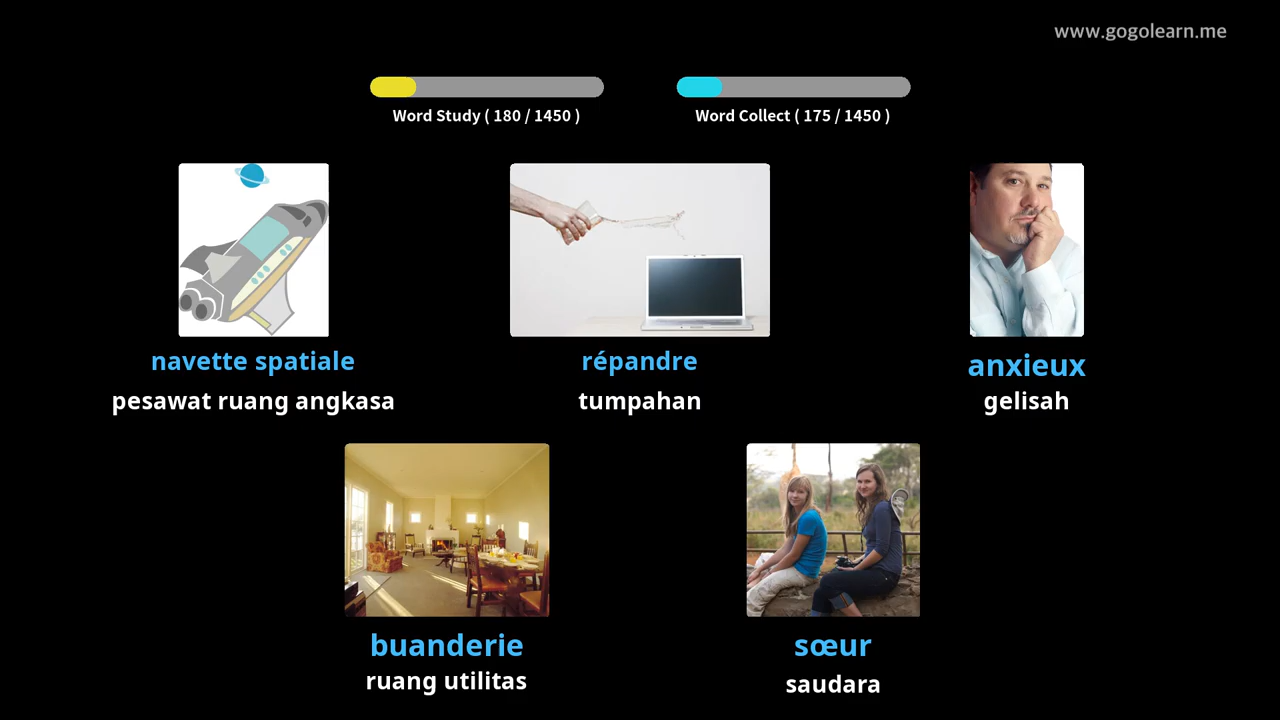 www.gogolearn.me
Word Study ( 180 / 1450 )
Word Collect ( 175 / 1450 )
navette spatiale
pesawat ruang angkasa
répandre
tumpahan
anxieux
gelisah
buanderie
ruang utilitas
sœur
saudara